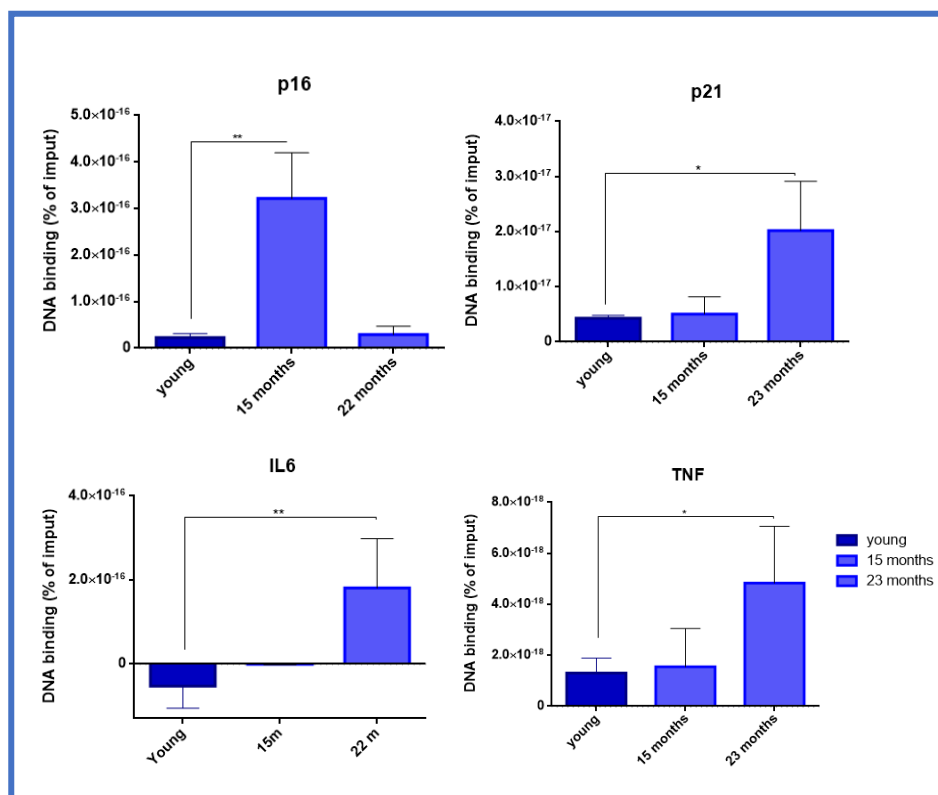 p16
DNA binding (% of imput)
5.0×10⁻¹⁶
4.0×10⁻¹⁶
3.0×10⁻¹⁶
2.0×10⁻¹⁶
1.0×10⁻¹⁶
0
**
young
15 months
22 months
p21
DNA binding (% of imput)
4.0×10⁻¹⁷
3.0×10⁻¹⁷
2.0×10⁻¹⁷
1.0×10⁻¹⁷
0
*
young
15 months
23 months
IL6
DNA binding (% of imput)
4.0×10⁻¹⁶
2.0×10⁻¹⁶
0
**
Young
15m
22 m
TNF
DNA binding (% of imput)
8.0×10⁻¹⁸
6.0×10⁻¹⁸
4.0×10⁻¹⁸
2.0×10⁻¹⁸
0
*
young
15 months
23 months
young
15 months
23 months